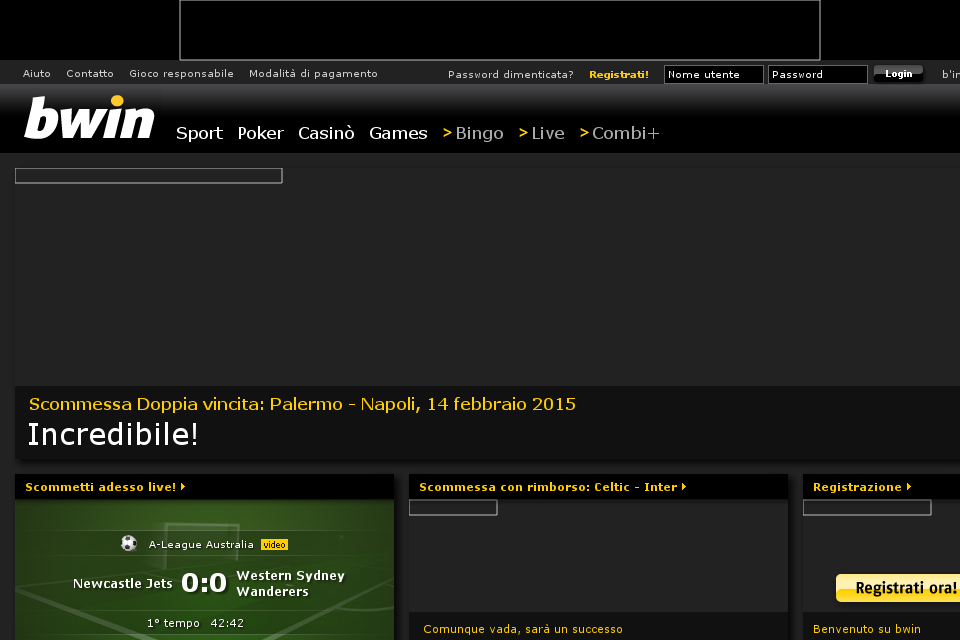 Aiuto Contatto Gioco responsabile Modalità di pagamento Password dimenticata? Registrati! Nome utente Password Login b'in
bwin
Sport Poker Casinò Games > Bingo > Live > Combi+
Scommessa Doppia vincita: Palermo - Napoli, 14 febbraio 2015
Incredibile!
Scommetti adesso live!
A-League Australia video
Newcastle Jets 0:0 Western Sydney Wanderers
1° tempo 42:42
Scommessa con rimborso: Celtic - Inter
Comunque vada, sarà un successo
Registrazione
Registrati ora!
Benvenuto su bwin